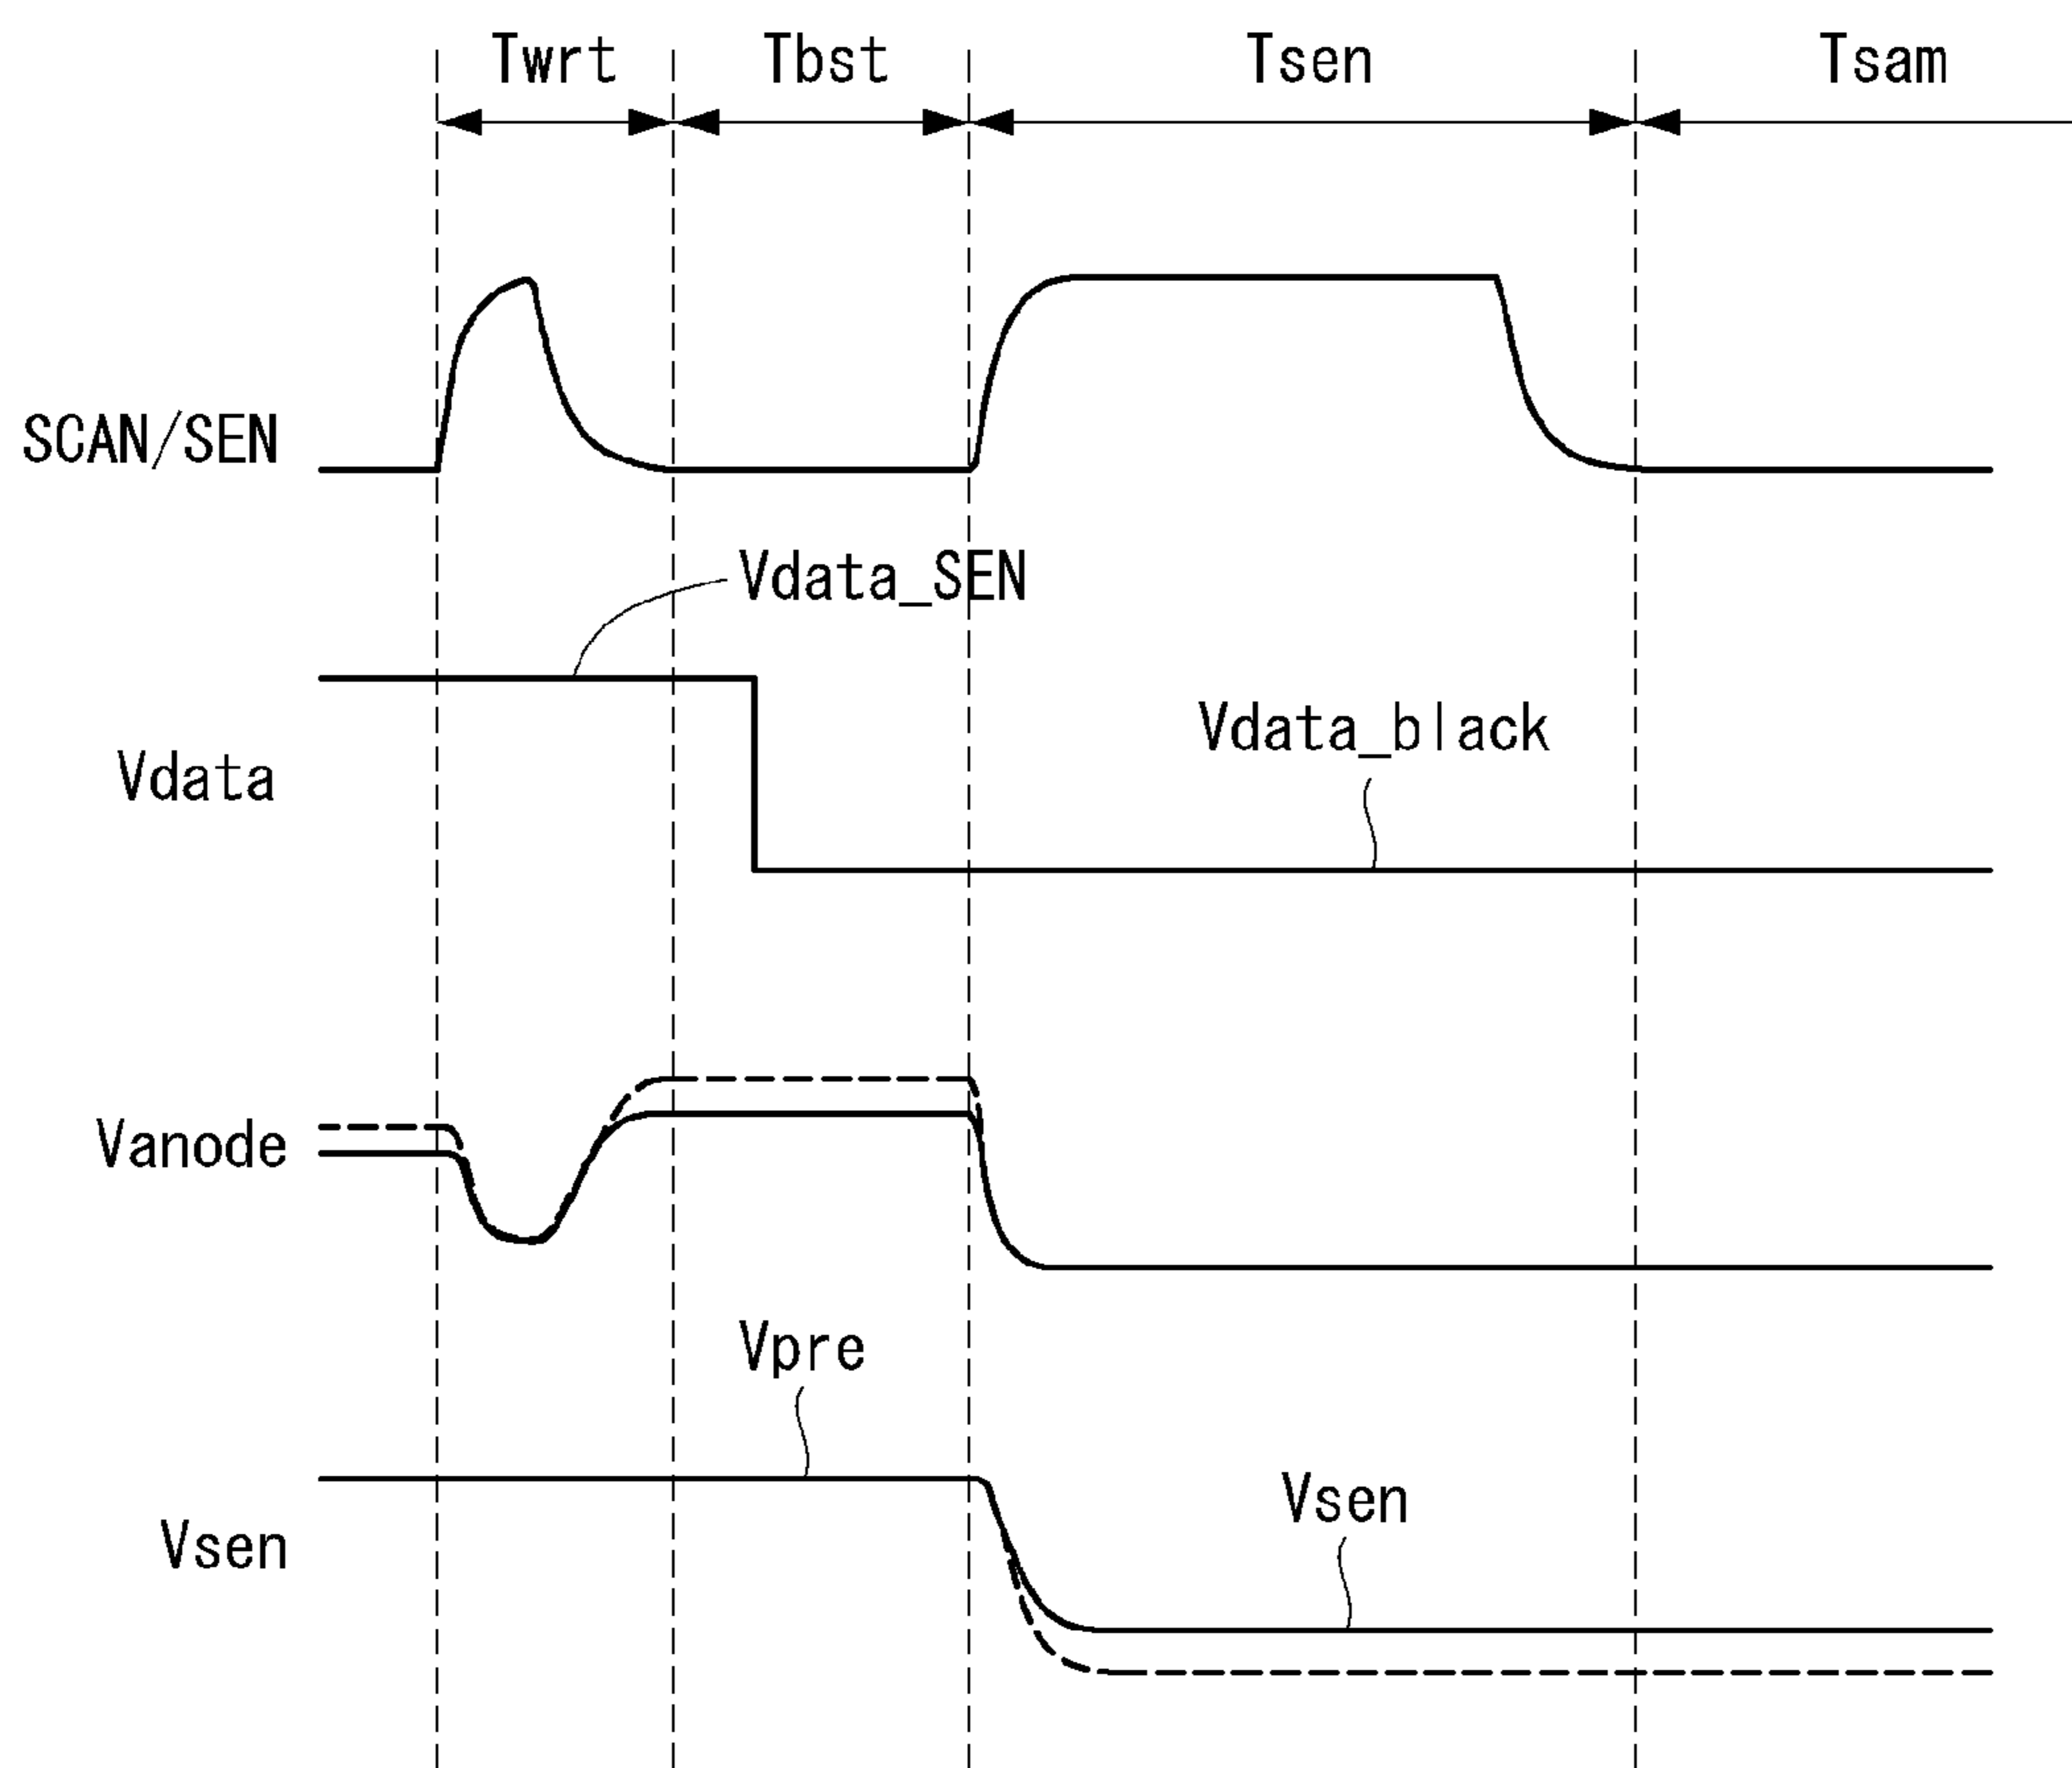 Twrt Tbst Tsen Tsam
SCAN/SEN
Vdata_SEN
Vdata_black
Vdata
Vanode
Vpre
Vsen
Vsen